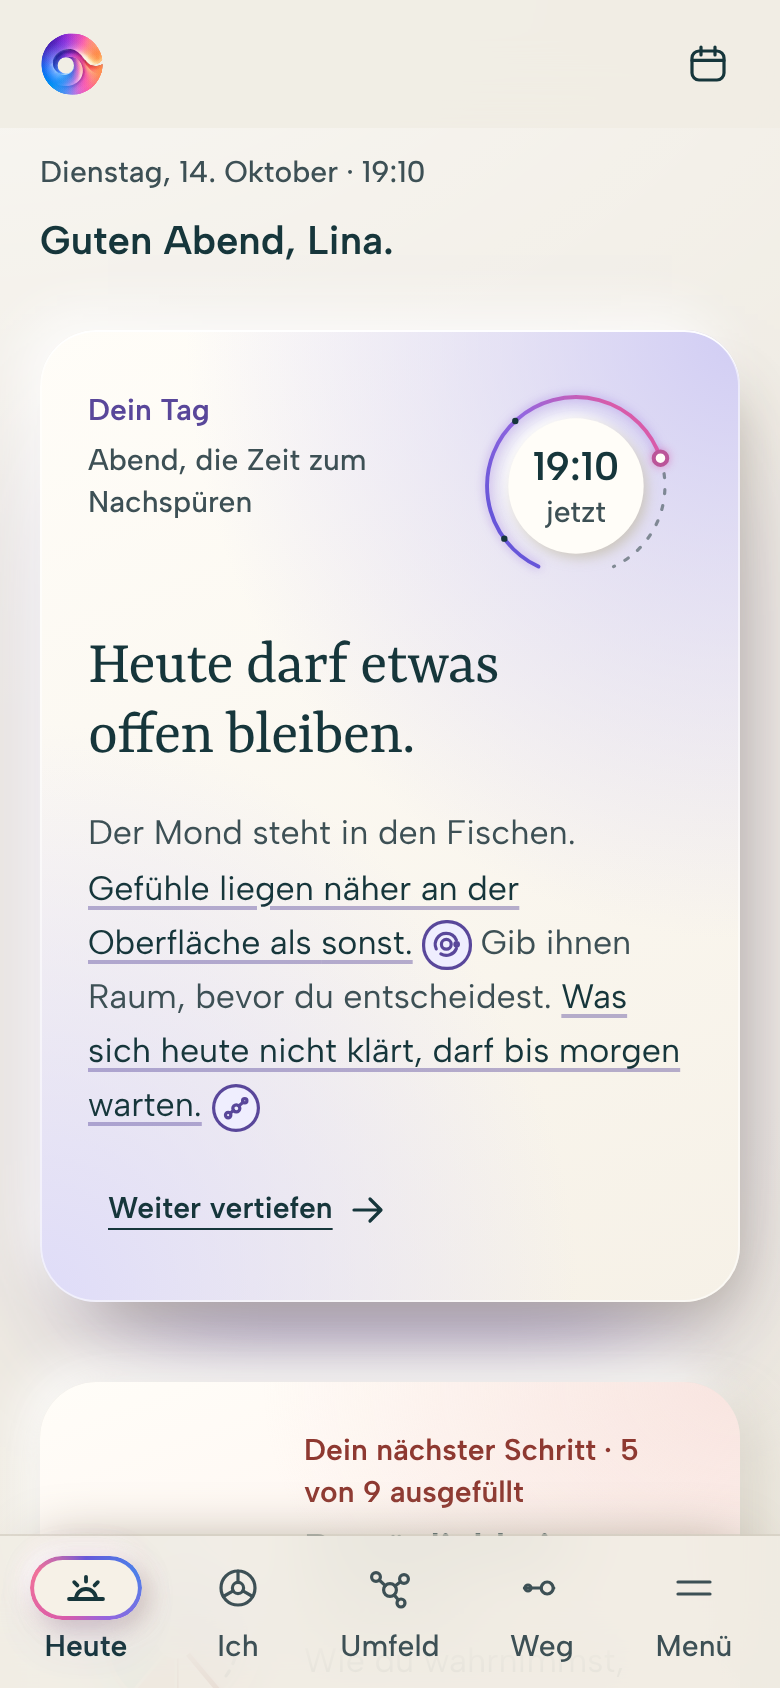 Dienstag, 14. Oktober · 19:10
Guten Abend, Lina.
Dein Tag
Abend, die Zeit zum
Nachspüren
19:10
jetzt
Heute darf etwas
offen bleiben.
Der Mond steht in den Fischen.
Gefühle liegen näher an der
Oberfläche als sonst. Gib ihnen
Raum, bevor du entscheidest. Was
sich heute nicht klärt, darf bis morgen
warten.
Weiter vertiefen
Dein nächster Schritt · 5
von 9 ausgefüllt
Heute
Ich
Umfeld
Weg
Menü
Wie du wahrnimmst,